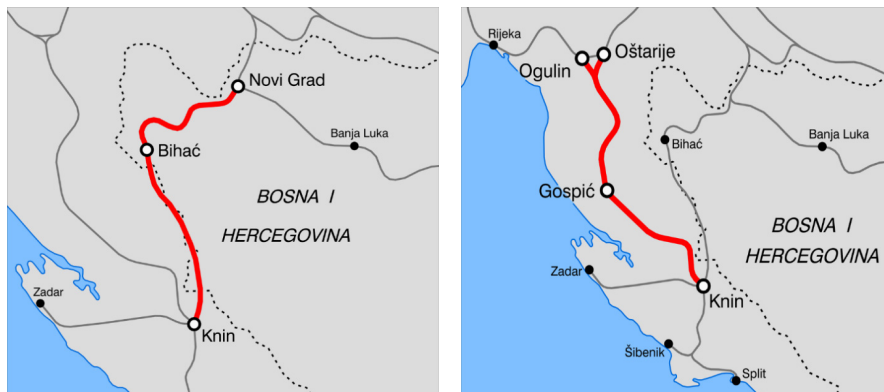 Novi Grad
Bihać
Banja Luka
BOSNA I
HERCEGOVINA
Zadar
Knin
Rijeka
Oštarije
Ogulin
Banja Luka
Bihać
Gospić
BOSNA I
HERCEGOVINA
Zadar
Knin
Šibenik
Split